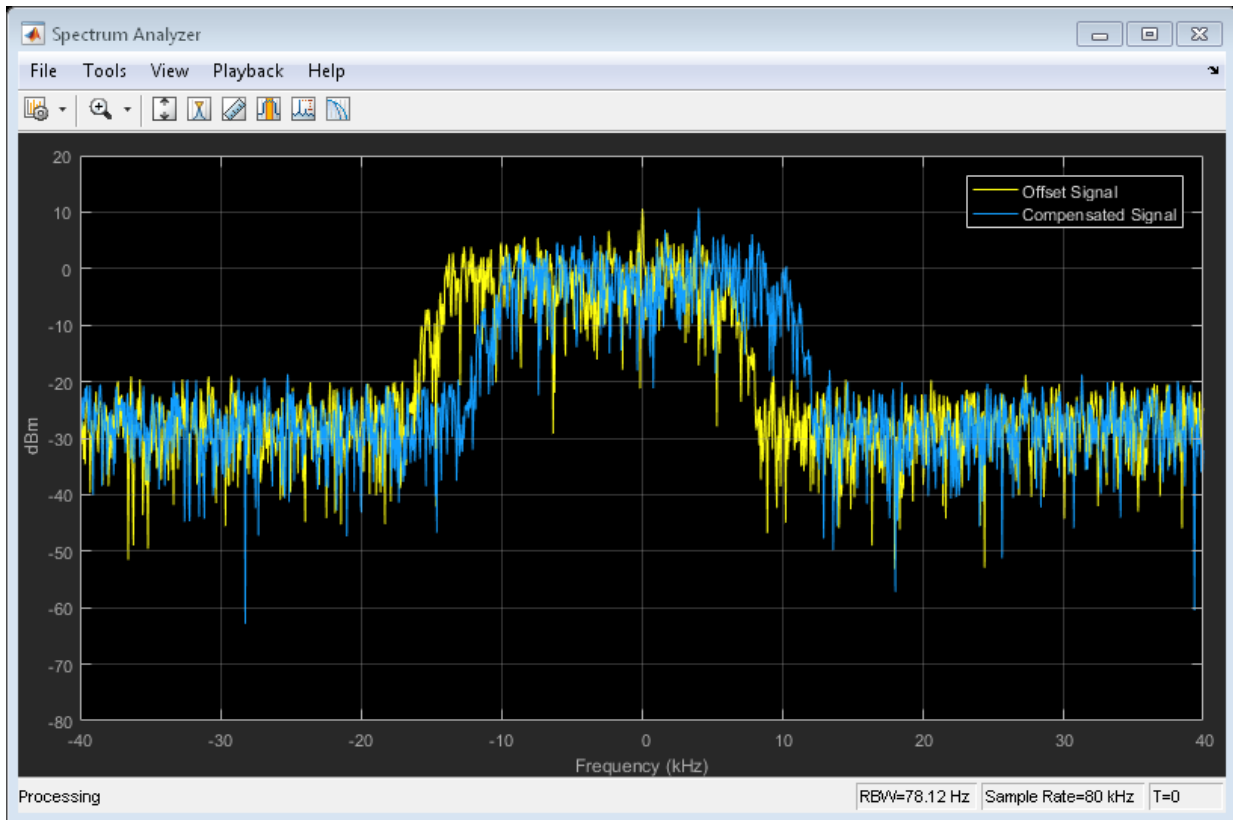 Spectrum Analyzer
File Tools View Playback Help
20
10
0
-10
-20
-30
-40
-50
-60
-70
-80
dBm
Offset Signal
Compensated Signal
-40 -30 -20 -10 0 10 20 30 40
Frequency (kHz)
Processing RBW=78.12 Hz Sample Rate=80 kHz T=0